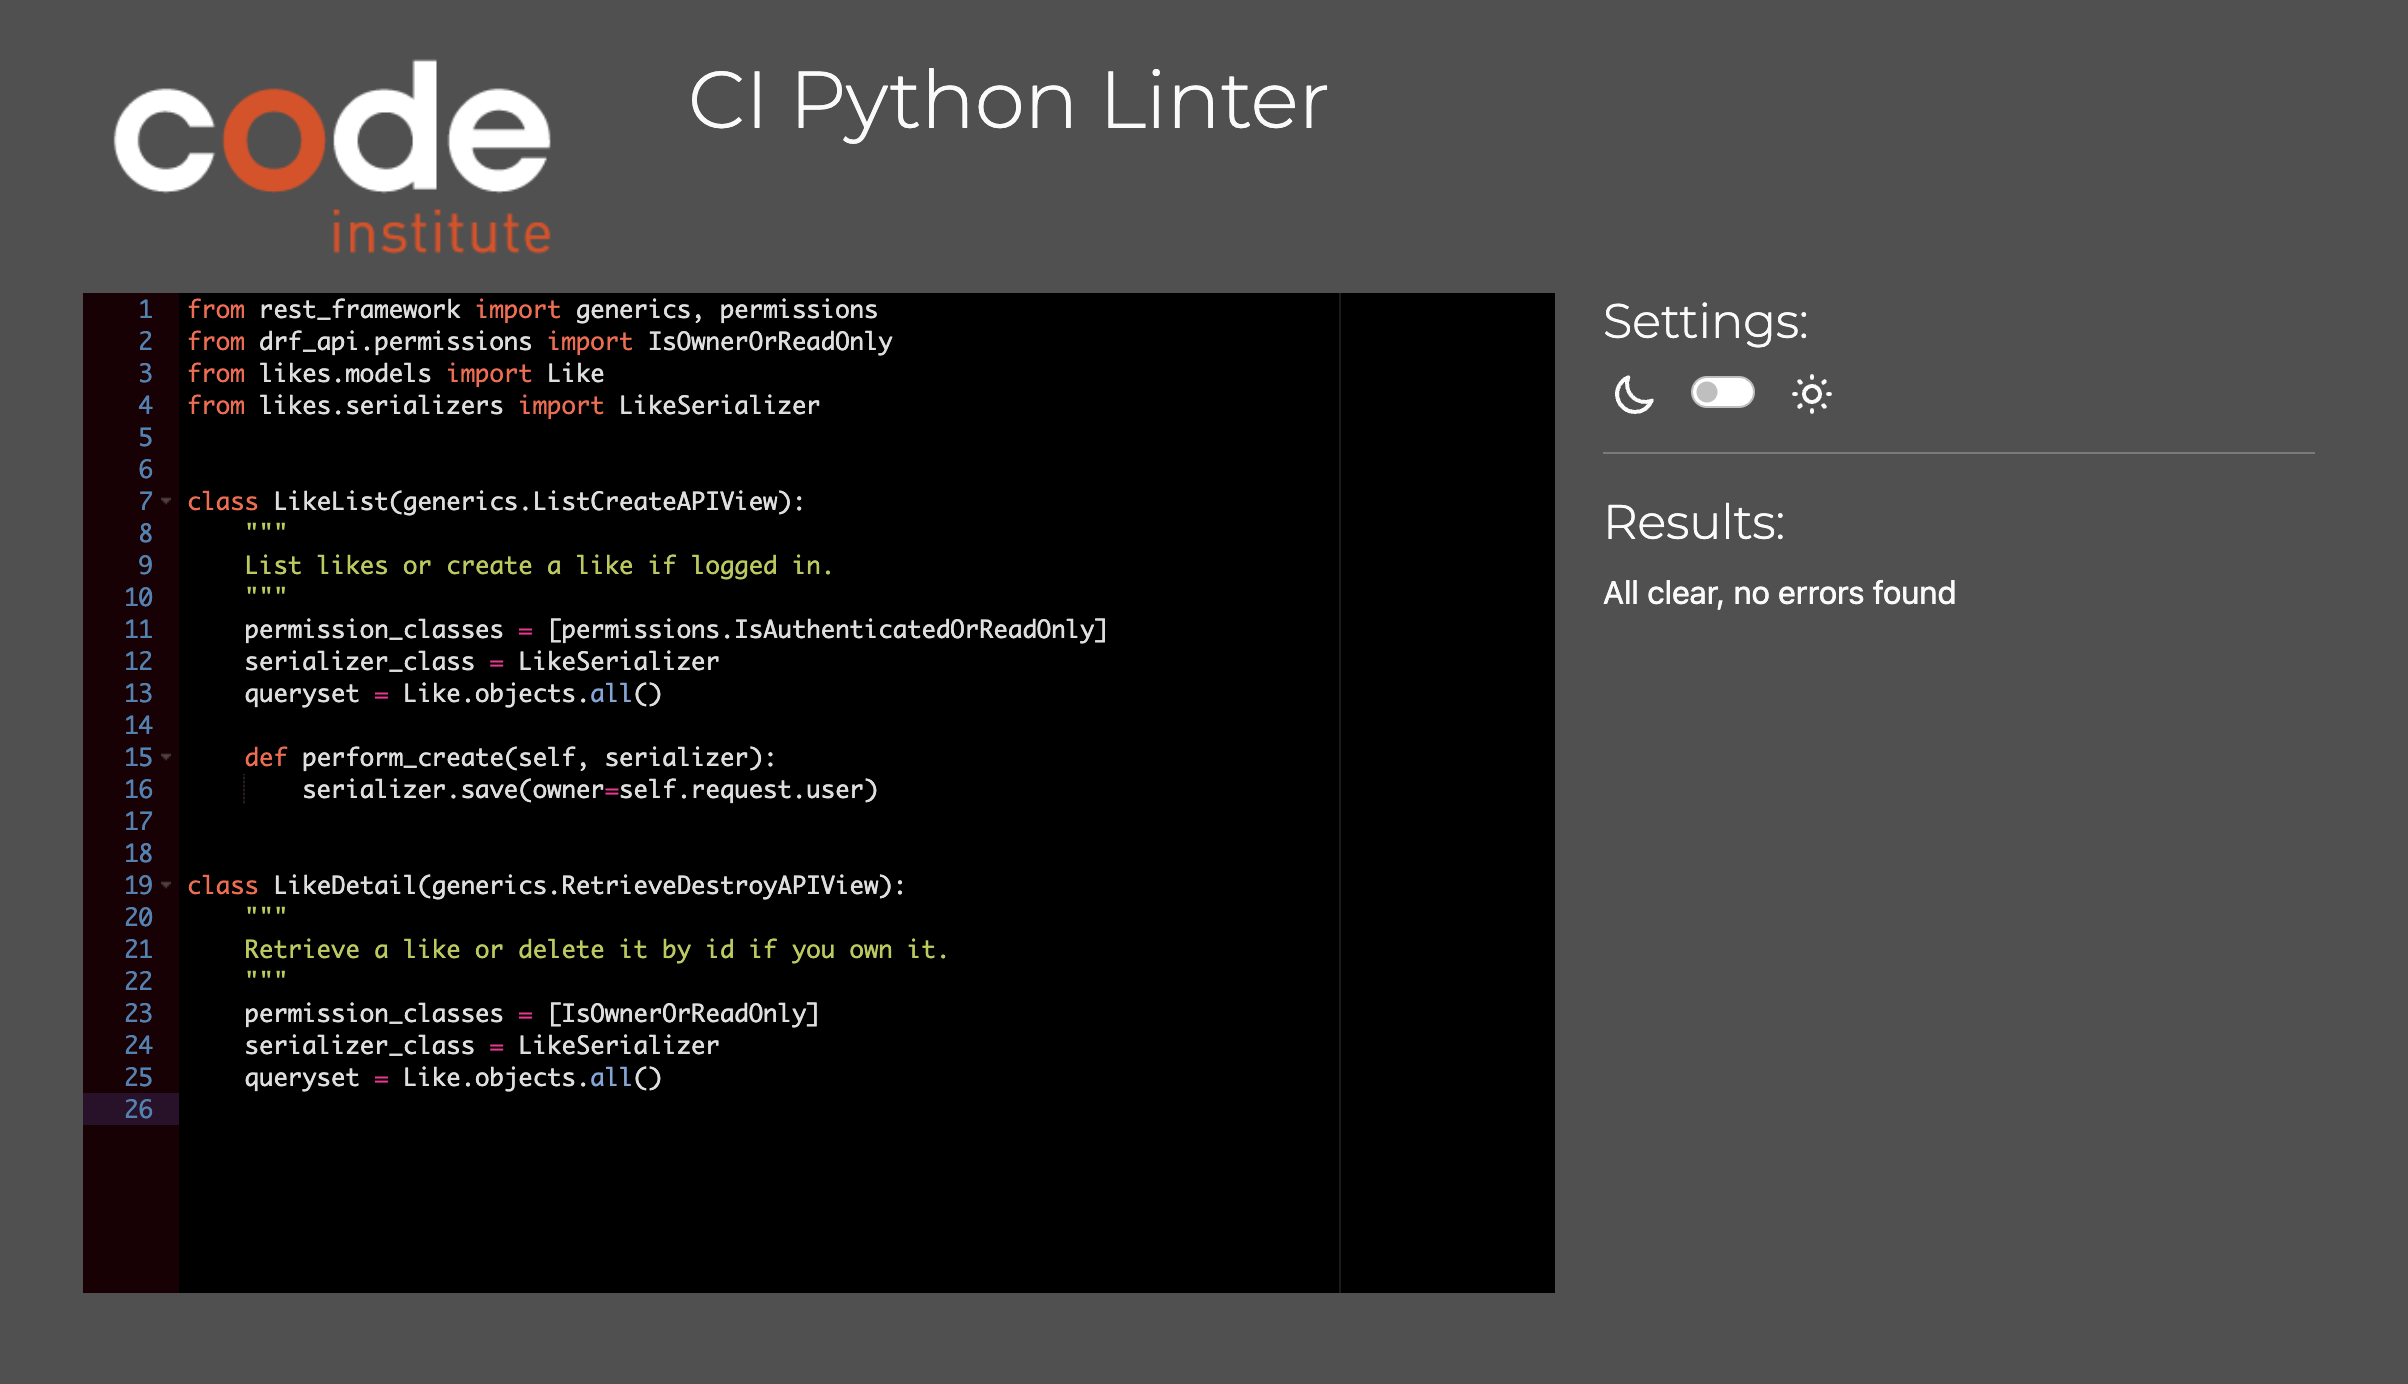 code
institute
CI Python Linter
1 from rest_framework import generics, permissions
2 from drf_api.permissions import IsOwnerOrReadOnly
3 from likes.models import Like
4 from likes.serializers import LikeSerializer
5
6
7 class LikeList(generics.ListCreateAPIView):
8     """
9     List likes or create a like if logged in.
10     """
11     permission_classes = [permissions.IsAuthenticatedOrReadOnly]
12     serializer_class = LikeSerializer
13     queryset = Like.objects.all()
14
15     def perform_create(self, serializer):
16         serializer.save(owner=self.request.user)
17
18
19 class LikeDetail(generics.RetrieveDestroyAPIView):
20     """
21     Retrieve a like or delete it by id if you own it.
22     """
23     permission_classes = [IsOwnerOrReadOnly]
24     serializer_class = LikeSerializer
25     queryset = Like.objects.all()
26
Settings:
Results:
All clear, no errors found